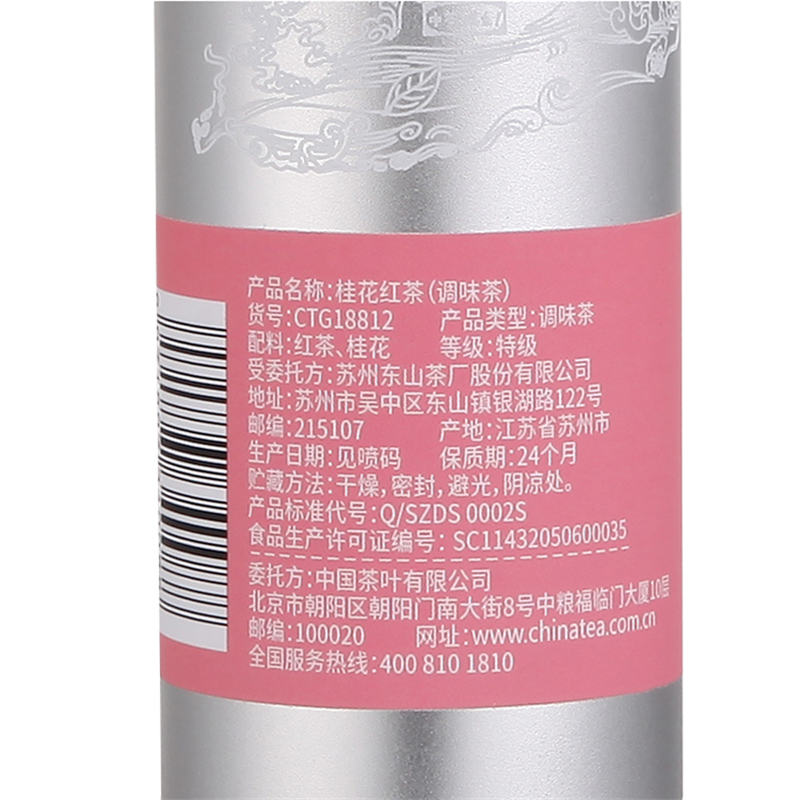 产品名称:桂花红茶(调味茶)
货号:CTG18812 产品类型:调味茶
配料:红茶、桂花 等级:特级
受委托方:苏州东山茶厂股份有限公司
地址:苏州市吴中区东山镇银湖路122号
邮编:215107 产地:江苏省苏州市
生产日期:见喷码 保质期:24个月
贮藏方法:干燥,密封,避光,阴凉处。
产品标准代号:Q/SZDS 0002S
食品生产许可证编号: SC11432050600035
委托方:中国茶叶有限公司
北京市朝阳区朝阳门南大街8号中粮福临门大厦10层
邮编:100020 网址:www.chinatea.com.cn
全国服务热线:400 810 1810